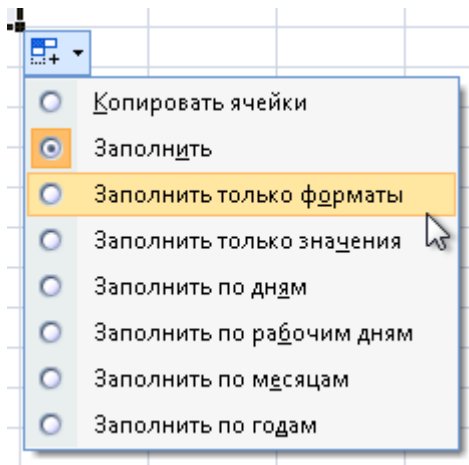 Копировать ячейки
Заполнить
Заполнить только форматы
Заполнить только значения
Заполнить по дням
Заполнить по рабочим дням
Заполнить по месяцам
Заполнить по годам